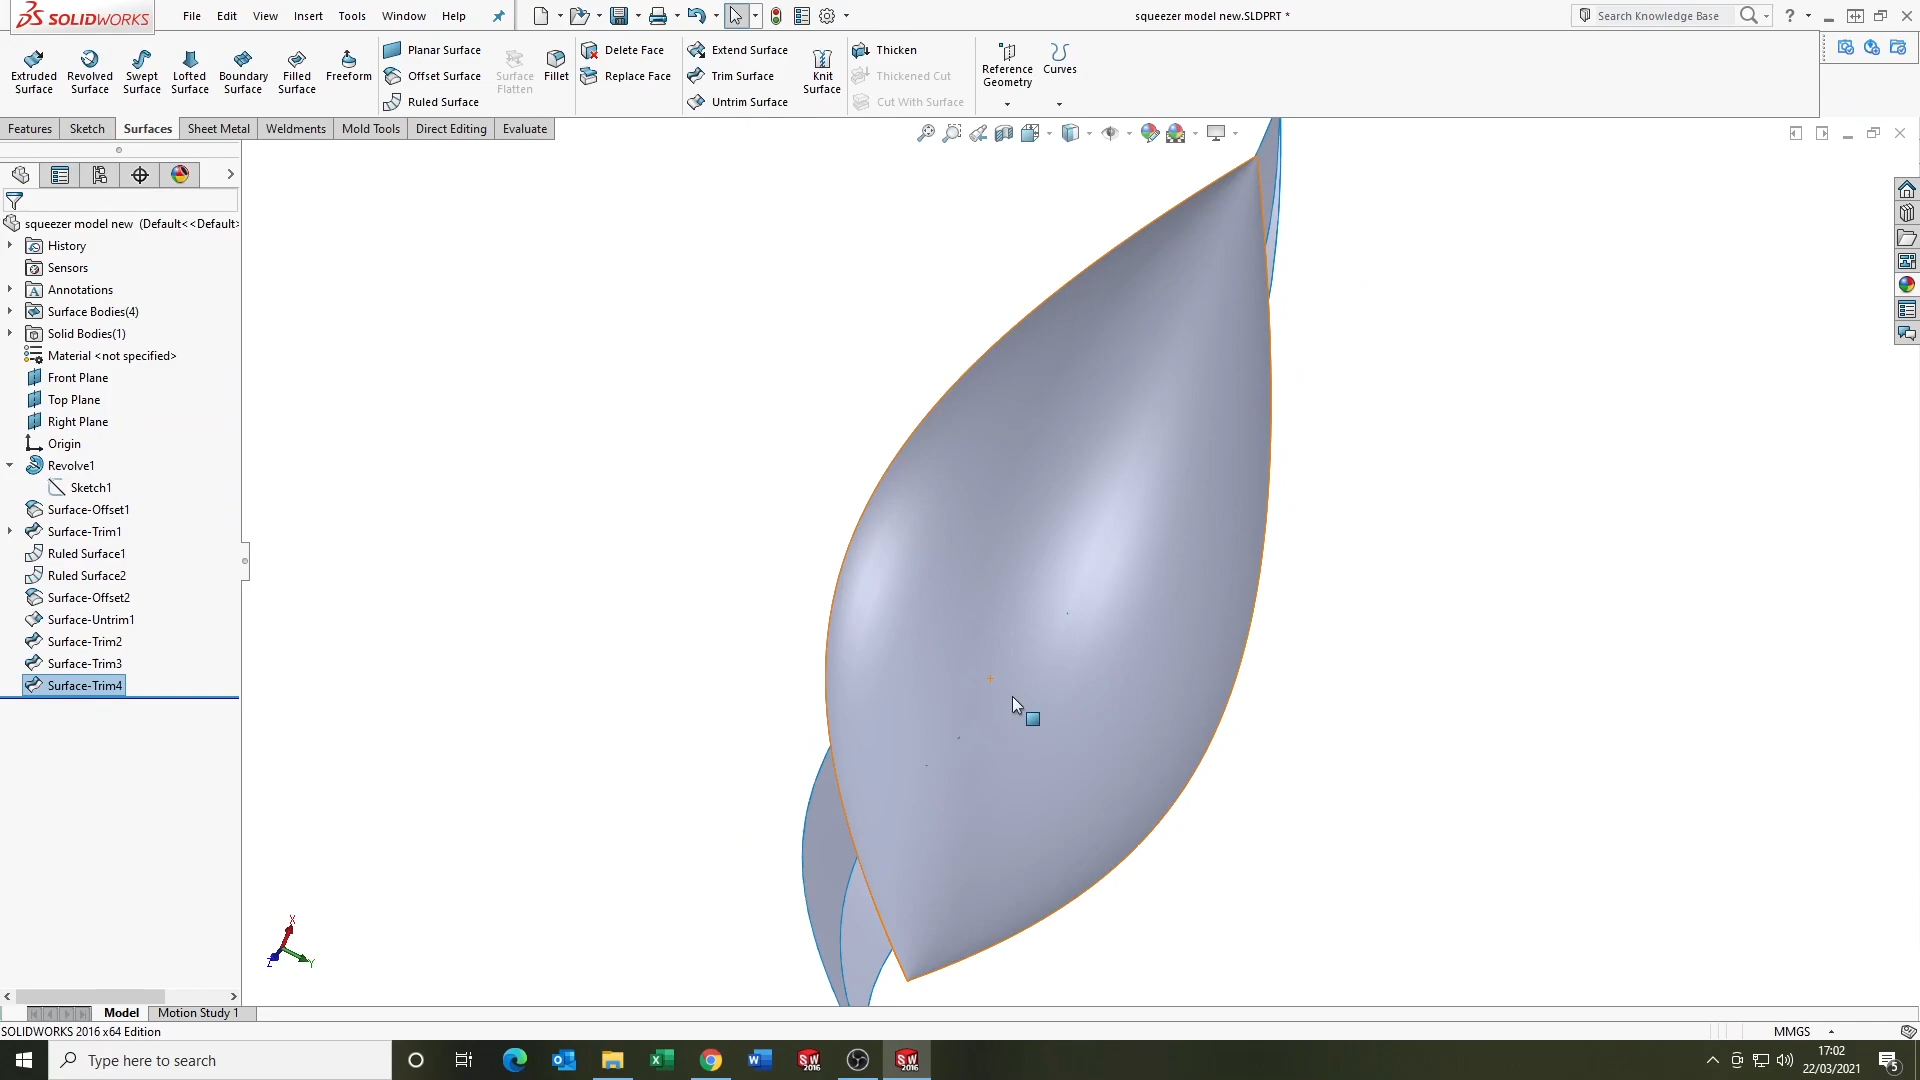 SOLIDWORKS
File Edit View Insert Tools Window Help
squeezer model new.SLDPRT *
Search Knowledge Base
?
Extruded Surface
Revolved Surface
Swept Surface
Lofted Surface
Boundary Surface
Filled Surface
Freeform
Planar Surface
Offset Surface
Ruled Surface
Surface Flatten
Fillet
Delete Face
Replace Face
Extend Surface
Trim Surface
Untrim Surface
Knit Surface
Thicken
Thickened Cut
Cut With Surface
Reference Geometry
Curves
Features Sketch Surfaces Sheet Metal Weldments Mold Tools Direct Editing Evaluate
squeezer model new (Default<<Default>
History
Sensors
Annotations
Surface Bodies(4)
Solid Bodies(1)
Material <not specified>
Front Plane
Top Plane
Right Plane
Origin
Revolve1
Sketch1
Surface-Offset1
Surface-Trim1
Ruled Surface1
Ruled Surface2
Surface-Offset2
Surface-Untrim1
Surface-Trim2
Surface-Trim3
Surface-Trim4
X
Y
Z
Model Motion Study 1
SOLIDWORKS 2016 x64 Edition
MMGS
Type here to search
SW 2016
SW 2016
17:02
22/03/2021
5